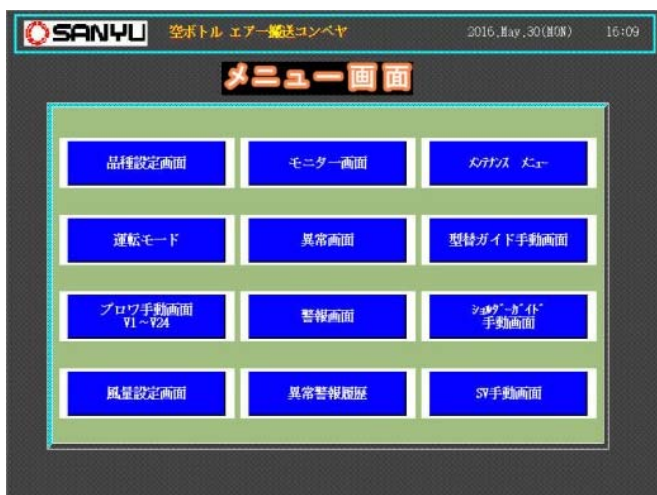 SANYU 空ボトル エアー搬送コンベヤ 2016.May.30(MON) 16:09
メニュー画面
品種設定画面 モニター画面 ﾒﾝﾃﾅﾝｽ ﾒﾆｭｰ
運転モード 異常画面 型替ガイド手動画面
ブロワ手動画面 警報画面 ｼｮﾙﾀﾞｰｶﾞｲﾄﾞ
V1～V24 手動画面
風量設定画面 異常警報履歴 SV手動画面